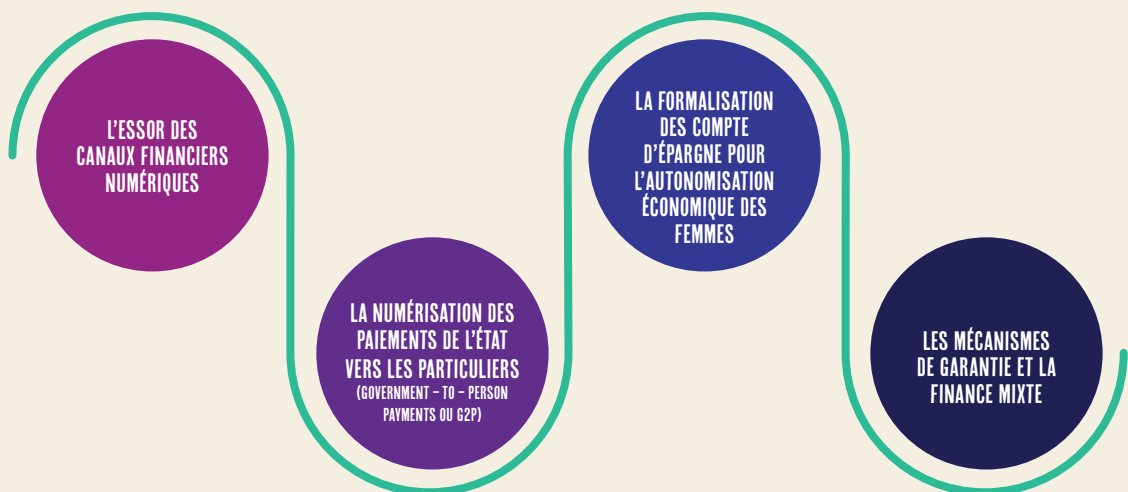 L'ESSOR DES
CANAUX FINANCIERS
NUMÉRIQUES
LA NUMÉRISATION DES
PAIEMENTS DE L'ÉTAT
VERS LES PARTICULIERS
(GOVERNMENT – TO – PERSON
PAYMENTS OU G2P)
LA FORMALISATION
DES COMPTE
D'ÉPARGNE POUR
L'AUTONOMISATION
ÉCONOMIQUE DES
FEMMES
LES MÉCANISMES
DE GARANTIE ET LA
FINANCE MIXTE